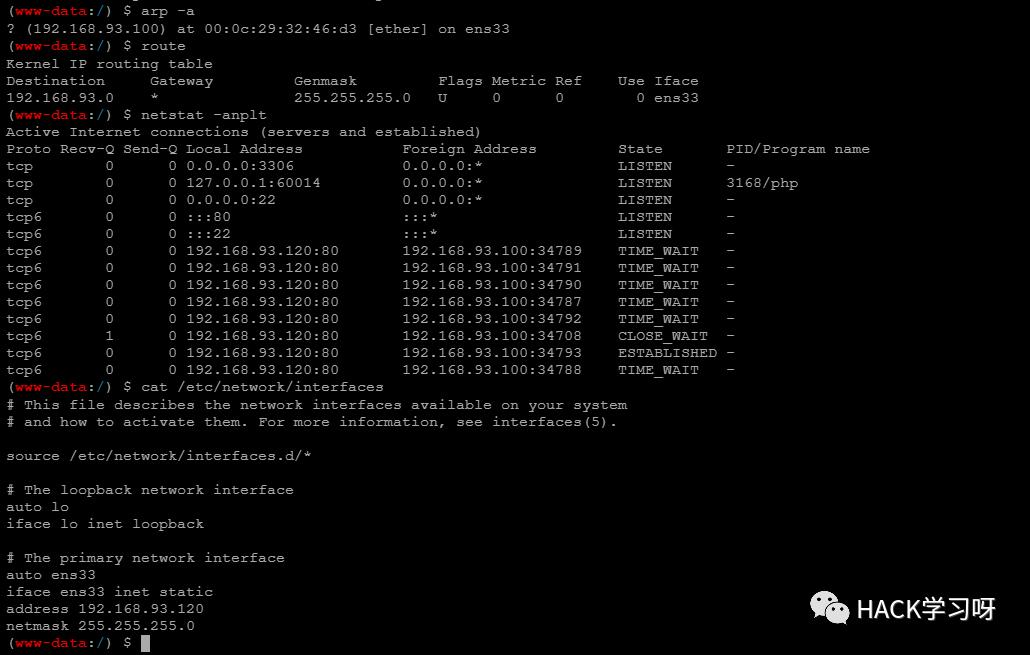 (www-data:/) $ arp -a
? (192.168.93.100) at 00:0c:29:32:46:d3 [ether] on ens33
(www-data:/) $ route
Kernel IP routing table
Destination     Gateway         Genmask         Flags Metric Ref    Use Iface
192.168.93.0    *               255.255.255.0   U     0      0        0 ens33
(www-data:/) $ netstat -anplt
Active Internet connections (servers and established)
Proto Recv-Q Send-Q Local Address           Foreign Address         State       PID/Program name
tcp        0      0 0.0.0.0:3306            0.0.0.0:*               LISTEN      -
tcp        0      0 127.0.0.1:60014         0.0.0.0:*               LISTEN      3168/php
tcp        0      0 0.0.0.0:22              0.0.0.0:*               LISTEN      -
tcp6       0      0 :::80                   :::*                    LISTEN      -
tcp6       0      0 :::22                   :::*                    LISTEN      -
tcp6       0      0 192.168.93.120:80       192.168.93.100:34789    TIME_WAIT   -
tcp6       0      0 192.168.93.120:80       192.168.93.100:34791    TIME_WAIT   -
tcp6       0      0 192.168.93.120:80       192.168.93.100:34790    TIME_WAIT   -
tcp6       0      0 192.168.93.120:80       192.168.93.100:34787    TIME_WAIT   -
tcp6       0      0 192.168.93.120:80       192.168.93.100:34792    TIME_WAIT   -
tcp6       1      0 192.168.93.120:80       192.168.93.100:34708    CLOSE_WAIT  -
tcp6       0      0 192.168.93.120:80       192.168.93.100:34793    ESTABLISHED -
tcp6       0      0 192.168.93.120:80       192.168.93.100:34788    TIME_WAIT   -
(www-data:/) $ cat /etc/network/interfaces
# This file describes the network interfaces available on your system
# and how to activate them. For more information, see interfaces(5).
source /etc/network/interfaces.d/*
# The loopback network interface
auto lo
iface lo inet loopback
# The primary network interface
auto ens33
iface ens33 inet static
address 192.168.93.120
netmask 255.255.255.0
(www-data:/) $
HACK学习呀